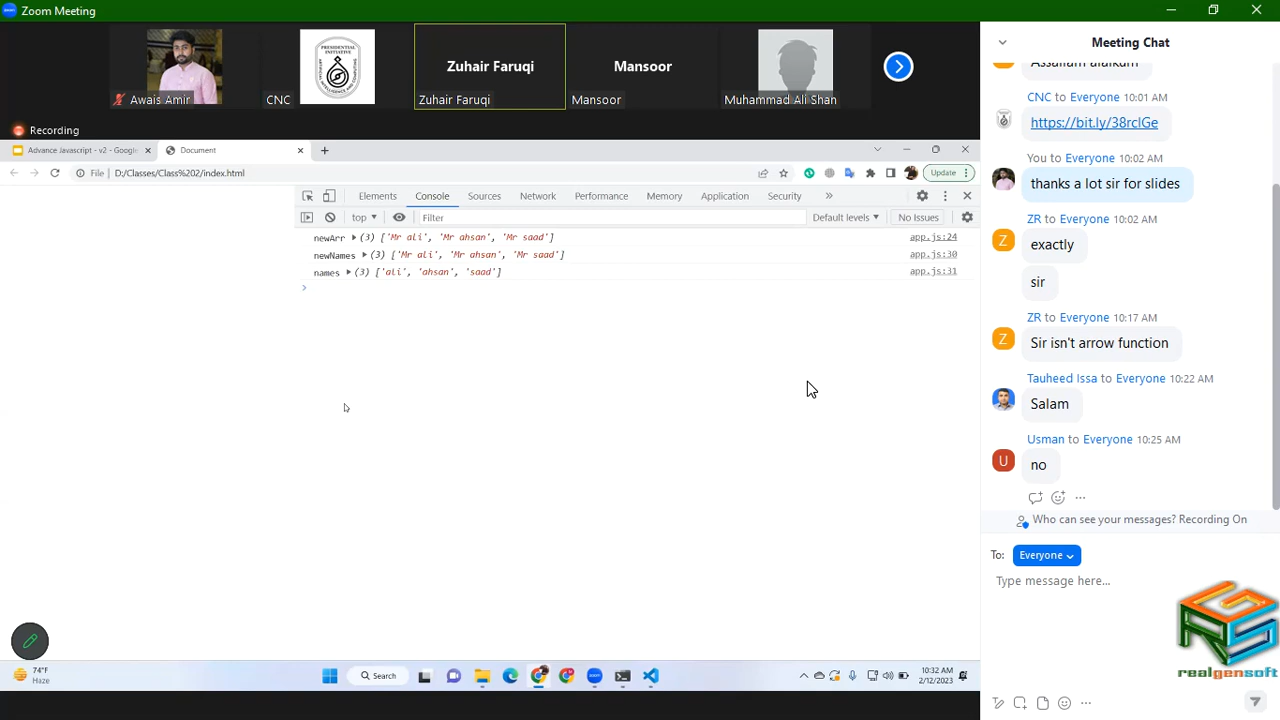 Zoom Meeting
PRESIDENTIAL
INITIATIVE
Zuhair Faruqi
Mansoor
Awais Amir
CNC
Zuhair Faruqi
Mansoor
Muhammad Ali Shan
Recording
Advance Javascript - v2 - Google
Document
File
D:/Classes/Class%202/index.html
Update
Elements
Console
Sources
Network
Performance
Memory
Application
Security
top
Filter
Default levels
No Issues
newArr (3) ['Mr ali', 'Mr ahsan', 'Mr saad'] app.js:24
newNames (3) ['Mr ali', 'Mr ahsan', 'Mr saad'] app.js:30
names (3) ['ali', 'ahsan', 'saad'] app.js:31
74°F
Haze
Search
10:32 AM
2/12/2023
Meeting Chat
Assallam alaikum
CNC to Everyone 10:01 AM
https://bit.ly/38rclGe
You to Everyone 10:02 AM
thanks a lot sir for slides
ZR to Everyone 10:02 AM
exactly
sir
ZR to Everyone 10:17 AM
Z
Sir isn't arrow function
Tauheed Issa to Everyone 10:22 AM
Salam
Usman to Everyone 10:25 AM
U
no
Who can see your messages? Recording On
To: Everyone
Type message here...
realgensoft